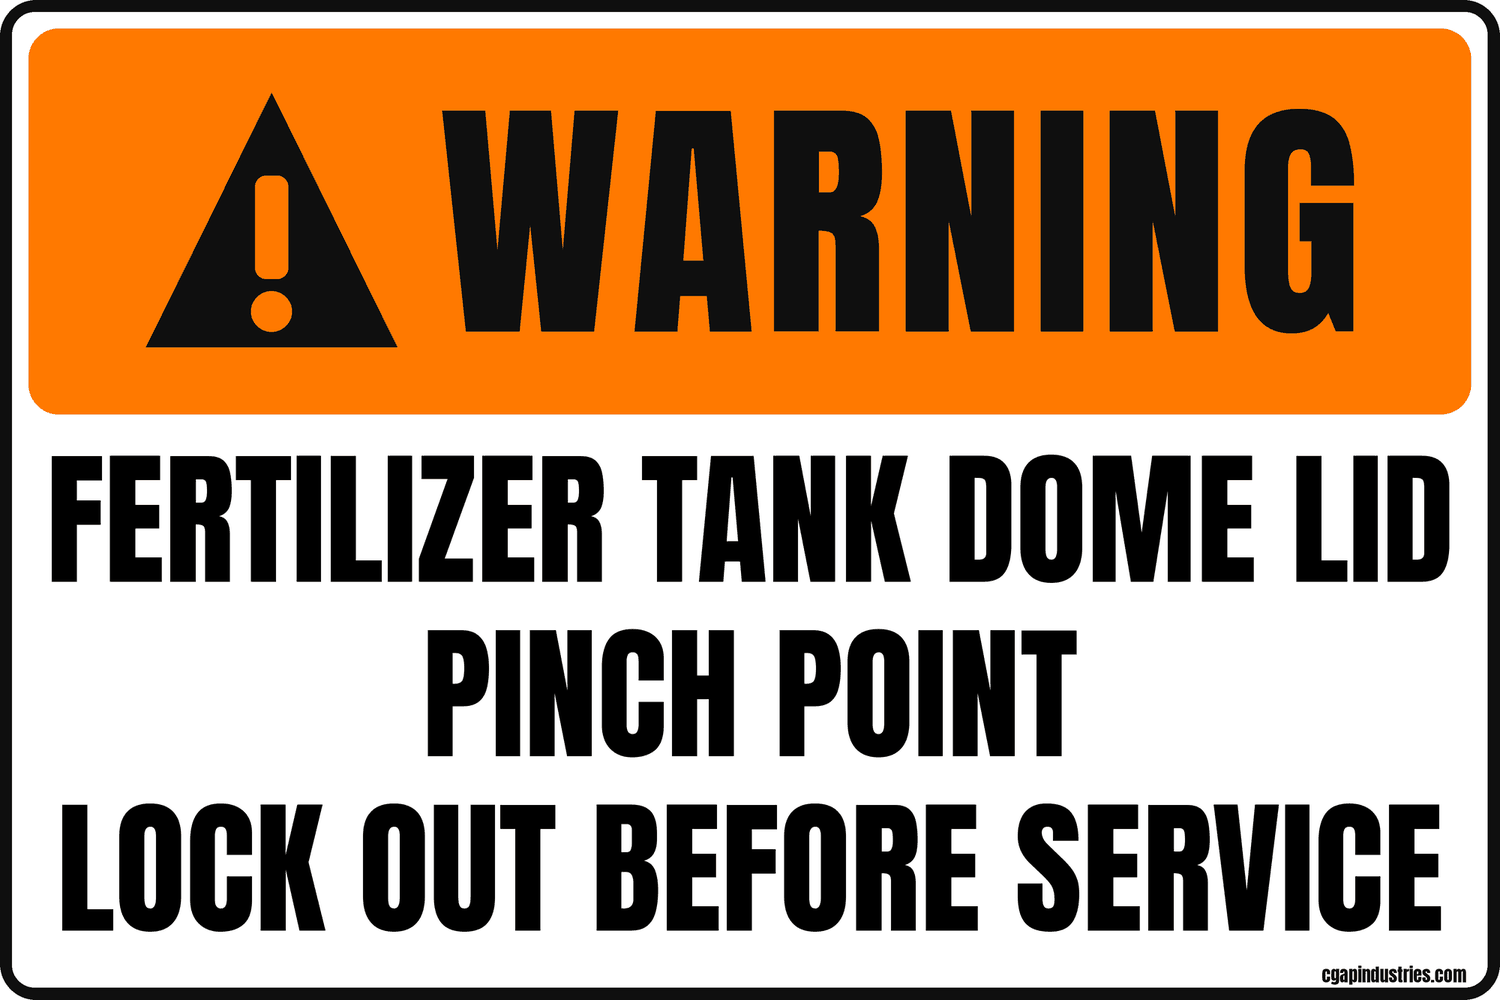 WARNING
FERTILIZER TANK DOME LID
PINCH POINT
LOCK OUT BEFORE SERVICE
cgapindustries.com